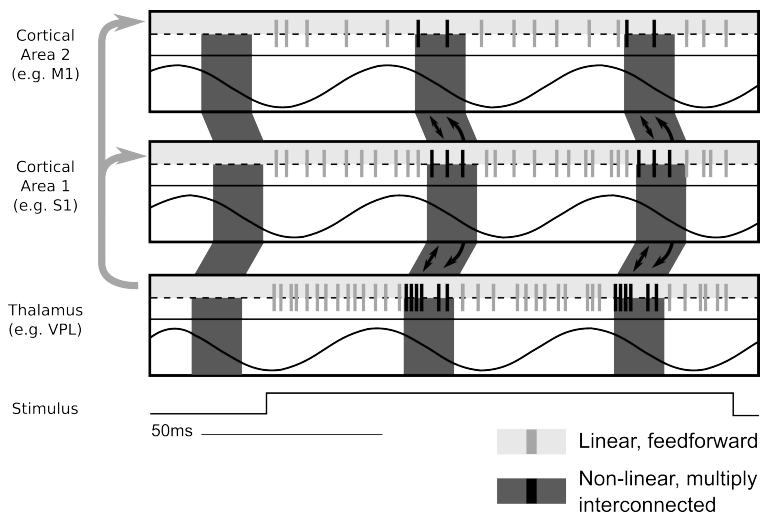 Cortical
Area 2
(e.g. M1)
Cortical
Area 1
(e.g. S1)
Thalamus
(e.g. VPL)
Stimulus
50ms
Linear, feedforward
Non-linear, multiply
interconnected